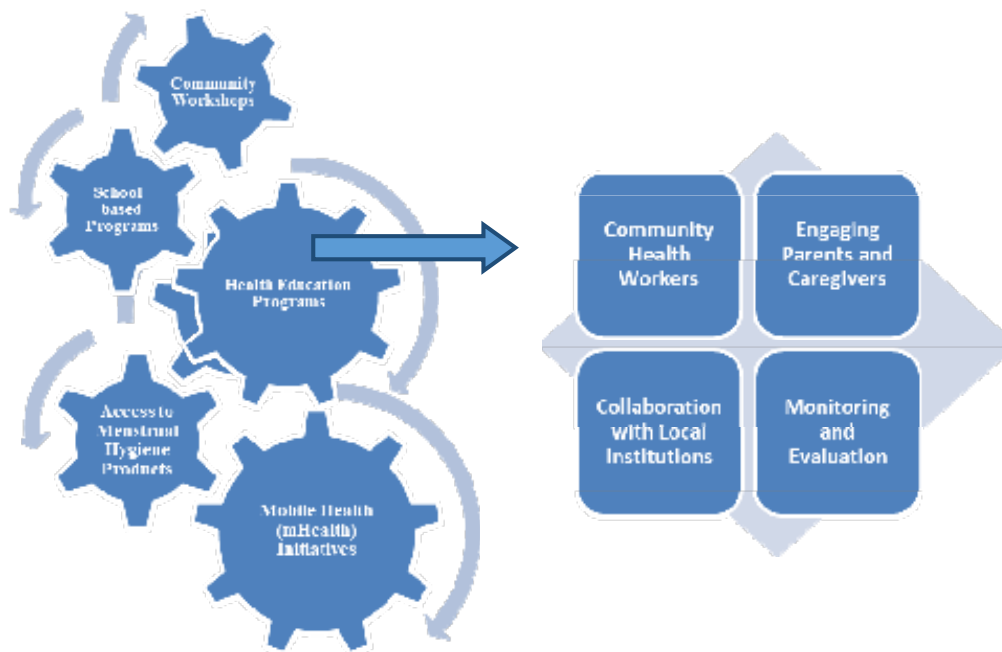 Community
Workshops
School
based
Programs
Health Education
Programs
Access to
Menstrual
Hygiene
Products
Mobile Health
(mHealth)
Initiatives
Community
Health
Workers
Engaging
Parents and
Caregivers
Collaboration
with Local
Institutions
Monitoring
and
Evaluation